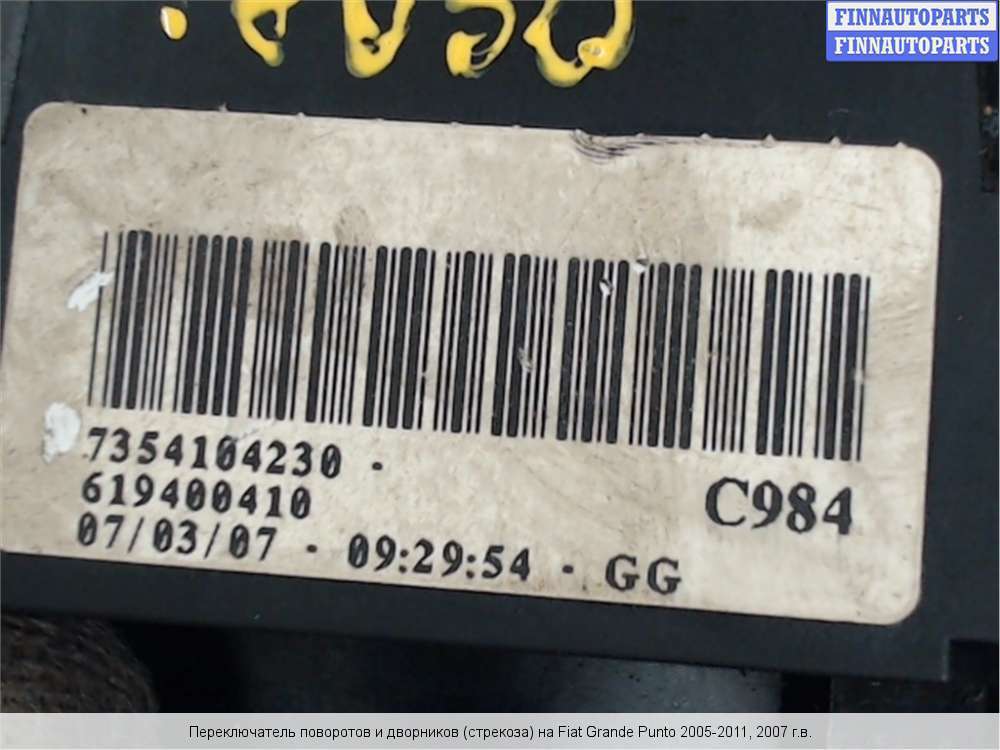 FINNAUTOPARTS
FINNAUTOPARTS
7354104230 -
619400410
C984
07/03/07 - 09:29:54 - GG
Переключатель поворотов и дворников (стрекоза) на Fiat Grande Punto 2005-2011, 2007 г.в.